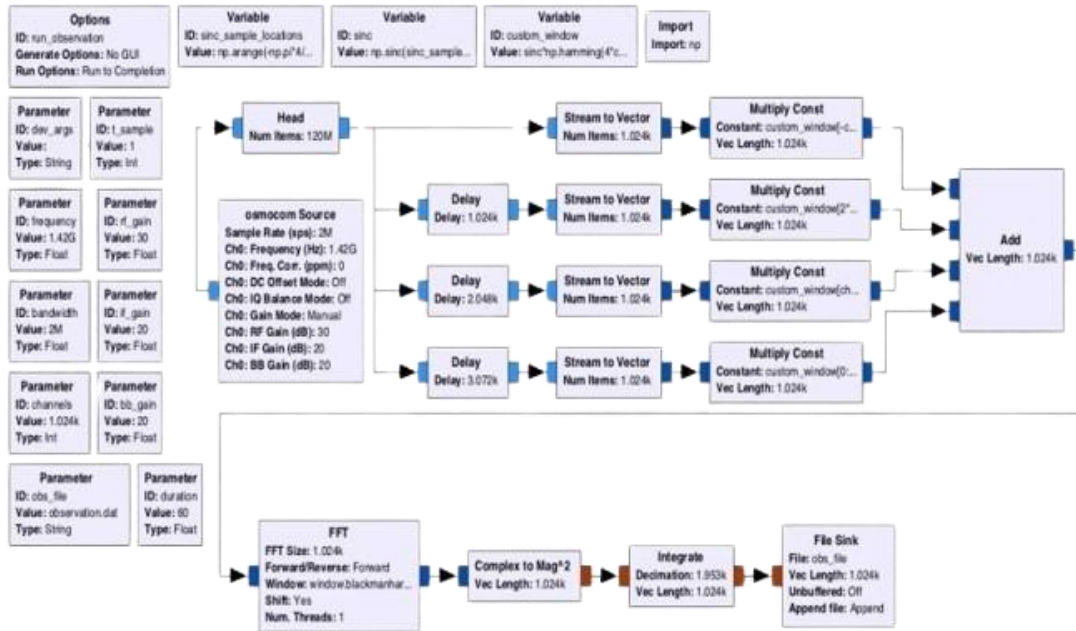 Options
ID: run_observation
Generate Options: No GUI
Run Options: Run to Completion
Variable
ID: sinc_sample_locations
Value: np.arange(-np.pi*4/...
Variable
ID: sinc
Value: np.sinc(sinc_sample...
Variable
ID: custom_window
Value: sinc*np.hamming(4*c...
Import
Import: np
Parameter
ID: dev_args
Value:
Type: String
Parameter
ID: t_sample
Value: 1
Type: Int
Parameter
ID: frequency
Value: 1.42G
Type: Float
Parameter
ID: rf_gain
Value: 30
Type: Float
Parameter
ID: bandwidth
Value: 2M
Type: Float
Parameter
ID: if_gain
Value: 20
Type: Float
Parameter
ID: channels
Value: 1.024k
Type: Int
Parameter
ID: bb_gain
Value: 20
Type: Float
Parameter
ID: obs_file
Value: observation.dat
Type: String
Parameter
ID: duration
Value: 60
Type: Float
Head
Num Items: 120M
osmocom Source
Sample Rate (sps): 2M
Ch0: Frequency (Hz): 1.42G
Ch0: Freq. Corr. (ppm): 0
Ch0: DC Offset Mode: Off
Ch0: IQ Balance Mode: Off
Ch0: Gain Mode: Manual
Ch0: RF Gain (dB): 30
Ch0: IF Gain (dB): 20
Ch0: BB Gain (dB): 20
Delay
Delay: 1.024k
Delay
Delay: 2.048k
Delay
Delay: 3.072k
Stream to Vector
Num Items: 1.024k
Stream to Vector
Num Items: 1.024k
Stream to Vector
Num Items: 1.024k
Stream to Vector
Num Items: 1.024k
Multiply Const
Constant: custom_window[-c...
Vec Length: 1.024k
Multiply Const
Constant: custom_window[2*...
Vec Length: 1.024k
Multiply Const
Constant: custom_window[ch...
Vec Length: 1.024k
Multiply Const
Constant: custom_window[0:...
Vec Length: 1.024k
Add
Vec Length: 1.024k
FFT
FFT Size: 1.024k
Forward/Reverse: Forward
Window: window.blackmanhar...
Shift: Yes
Num. Threads: 1
Complex to Mag^2
Vec Length: 1.024k
Integrate
Decimation: 1.953k
Vec Length: 1.024k
File Sink
File: obs_file
Vec Length: 1.024k
Unbuffered: Off
Append file: Append